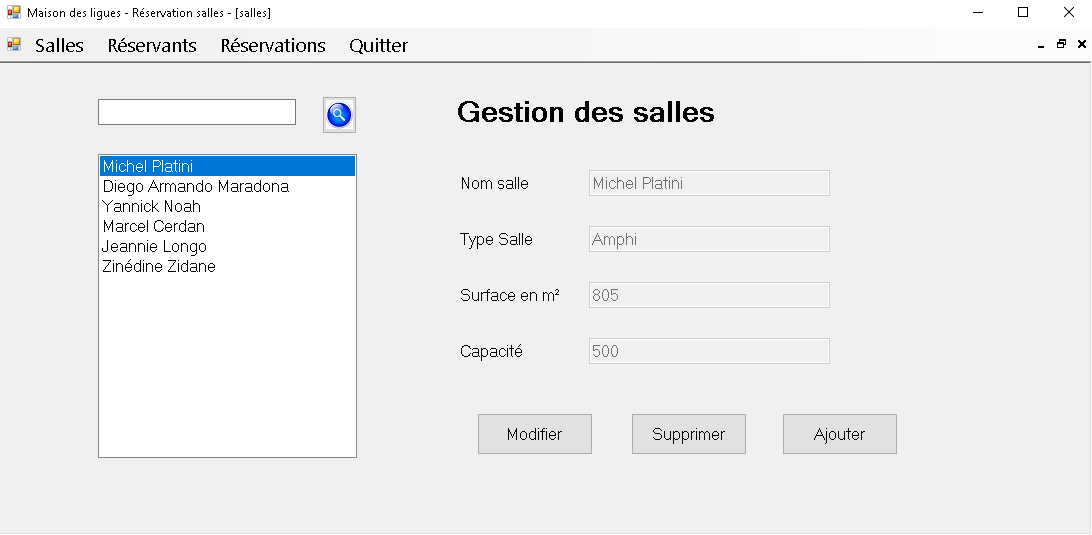 Maison des ligues - Réservation salles - [salles]
Salles Réservants Réservations Quitter
Gestion des salles
Michel Platini
Diego Armando Maradona
Yannick Noah
Marcel Cerdan
Jeannie Longo
Zinédine Zidane
Nom salle Michel Platini
Type Salle Amphi
Surface en m² 805
Capacité 500
Modifier Supprimer Ajouter